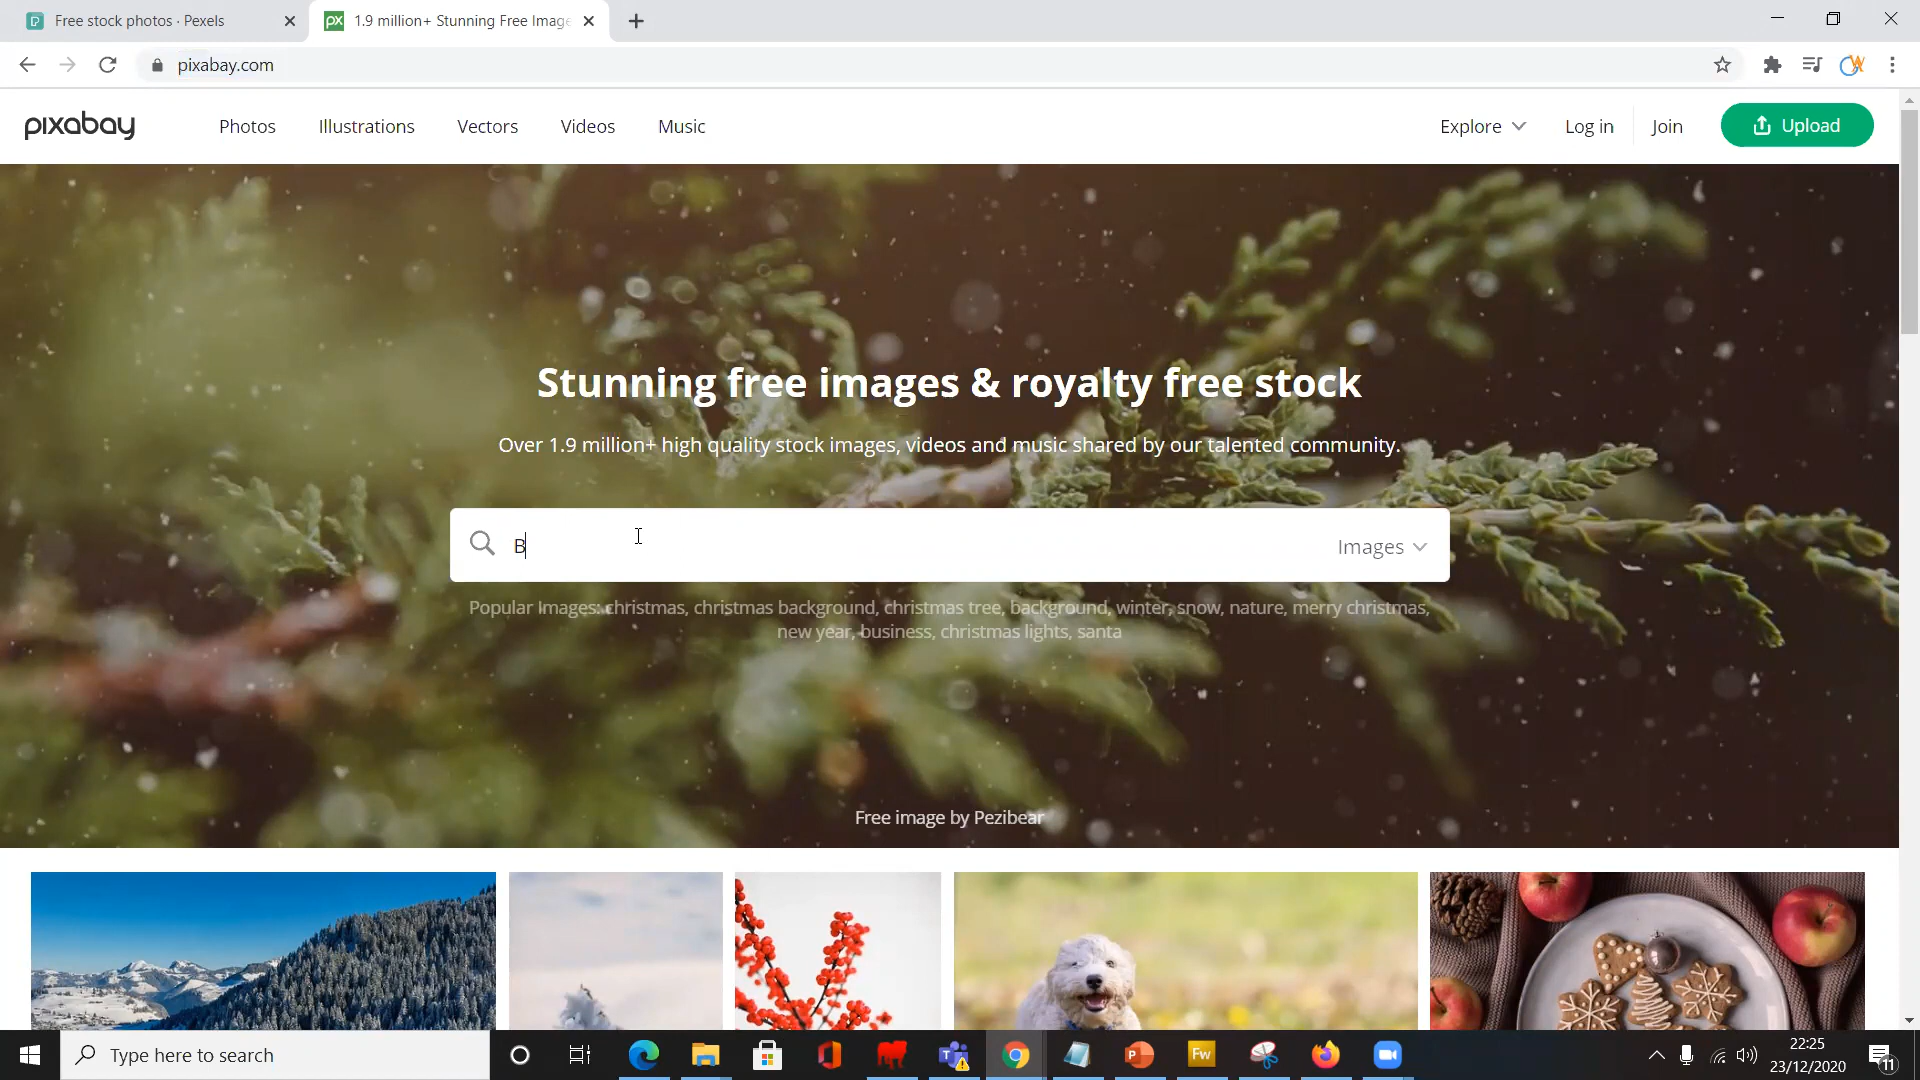 Free stock photos · Pexels
1.9 million+ Stunning Free Image
pixabay.com
pixabay
Photos
Illustrations
Vectors
Videos
Music
Explore
Log in
Join
Upload
Stunning free images & royalty free stock
Over 1.9 million+ high quality stock images, videos and music shared by our talented community.
B
Images
Popular Images: christmas, christmas background, christmas tree, background, winter, snow, nature, merry christmas,
new year, business, christmas lights, santa
Free image by Pezibear
Type here to search
Fw
22:25
23/12/2020
11